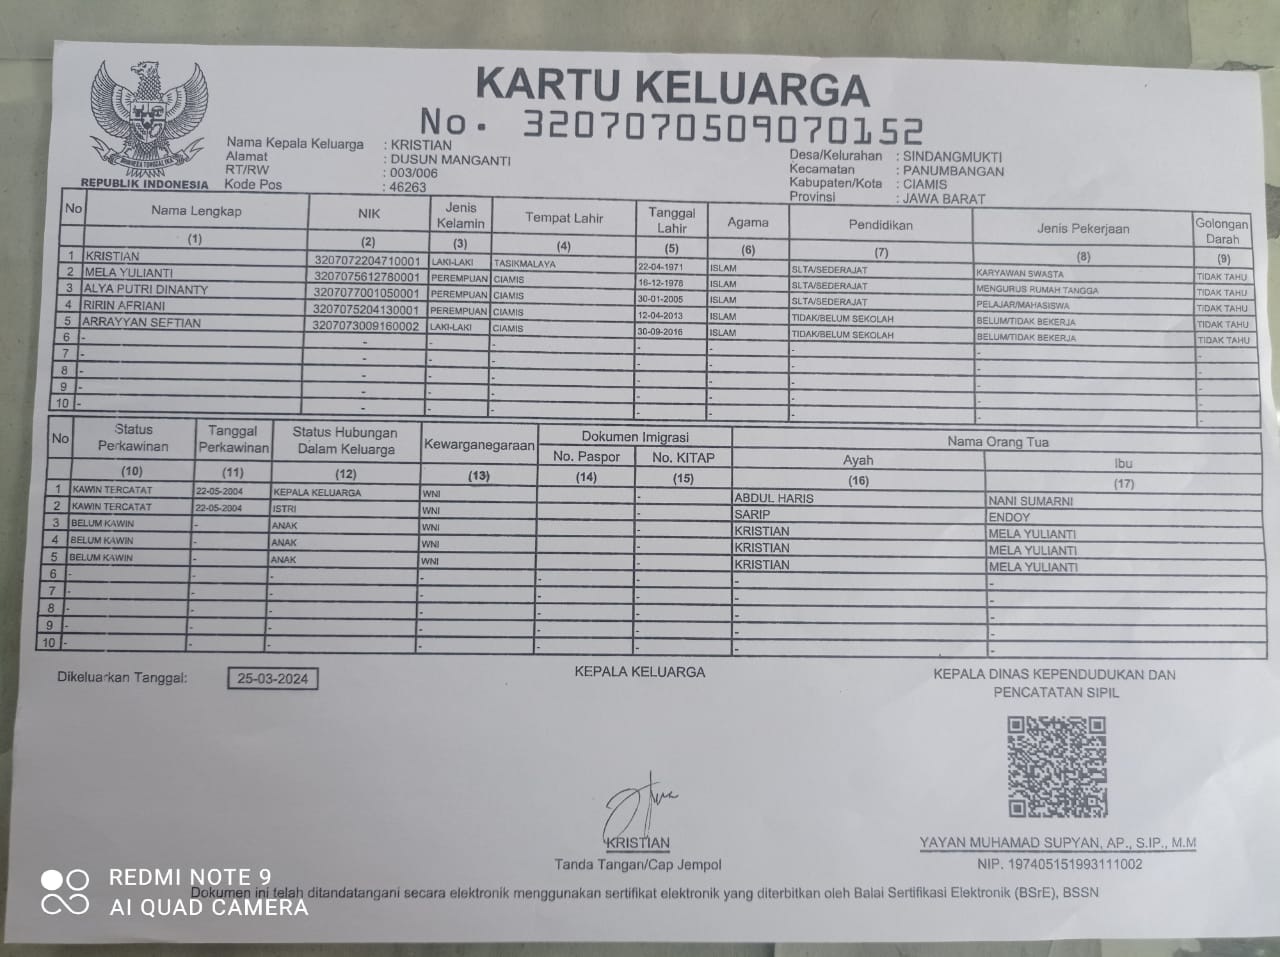 KARTU KELUARGA
No. 3207070509070152
REPUBLIK INDONESIA
Nama Kepala Keluarga : KRISTIAN
Alamat : DUSUN MANGANTI
RT/RW : 003/006
Kode Pos : 46263
Desa/Kelurahan : SINDANGMUKTI
Kecamatan : PANUMBANGAN
Kabupaten/Kota : CIAMIS
Provinsi : JAWA BARAT
No Nama Lengkap NIK Jenis Kelamin Tempat Lahir Tanggal Lahir Agama Pendidikan Jenis Pekerjaan Golongan Darah
(1) (2) (3) (4) (5) (6) (7) (8) (9)
1 KRISTIAN 3207072204710001 LAKI-LAKI TASIKMALAYA 22-04-1971 ISLAM SLTA/SEDERAJAT KARYAWAN SWASTA TIDAK TAHU
2 MELA YULIANTI 3207075612780001 PEREMPUAN CIAMIS 16-12-1978 ISLAM SLTA/SEDERAJAT MENGURUS RUMAH TANGGA TIDAK TAHU
3 ALYA PUTRI DINANTY 3207077001050001 PEREMPUAN CIAMIS 30-01-2005 ISLAM SLTA/SEDERAJAT PELAJAR/MAHASISWA TIDAK TAHU
4 RIRIN AFRIANI 3207075204130001 PEREMPUAN CIAMIS 12-04-2013 ISLAM TIDAK/BELUM SEKOLAH BELUM/TIDAK BEKERJA TIDAK TAHU
5 ARRAYYAN SEFTIAN 3207073009160002 LAKI-LAKI CIAMIS 30-09-2016 ISLAM TIDAK/BELUM SEKOLAH BELUM/TIDAK BEKERJA TIDAK TAHU
6 - - - - - - - - -
7 - - - - - - - - -
8 - - - - - - - - -
9 - - - - - - - - -
10 - - - - - - - - -
No Status Perkawinan Tanggal Perkawinan Status Hubungan Dalam Keluarga Kewarganegaraan Dokumen Imigrasi Nama Orang Tua
No. Paspor No. KITAP Ayah Ibu
(10) (11) (12) (13) (14) (15) (16) (17)
1 KAWIN TERCATAT 22-05-2004 KEPALA KELUARGA WNI - ABDUL HARIS NANI SUMARNI
2 KAWIN TERCATAT 22-05-2004 ISTRI WNI - SARIP ENDOY
3 BELUM KAWIN - ANAK WNI - KRISTIAN MELA YULIANTI
4 BELUM KAWIN - ANAK WNI - KRISTIAN MELA YULIANTI
5 BELUM KAWIN - ANAK WNI - KRISTIAN MELA YULIANTI
6 - - - - - - - -
7 - - - - - - - -
8 - - - - - - - -
9 - - - - - - - -
10 - - - - - - - -
Dikeluarkan Tanggal: 25-03-2024
KEPALA KELUARGA
KEPALA DINAS KEPENDUDUKAN DAN
PENCATATAN SIPIL
KRISTIAN
Tanda Tangan/Cap Jempol
YAYAN MUHAMAD SUPYAN, AP., S.IP., M.M
NIP. 197405151993111002
Dokumen ini telah ditandatangani secara elektronik menggunakan sertifikat elektronik yang diterbitkan oleh Balai Sertifikasi Elektronik (BSrE), BSSN
REDMI NOTE 9
AI QUAD CAMERA